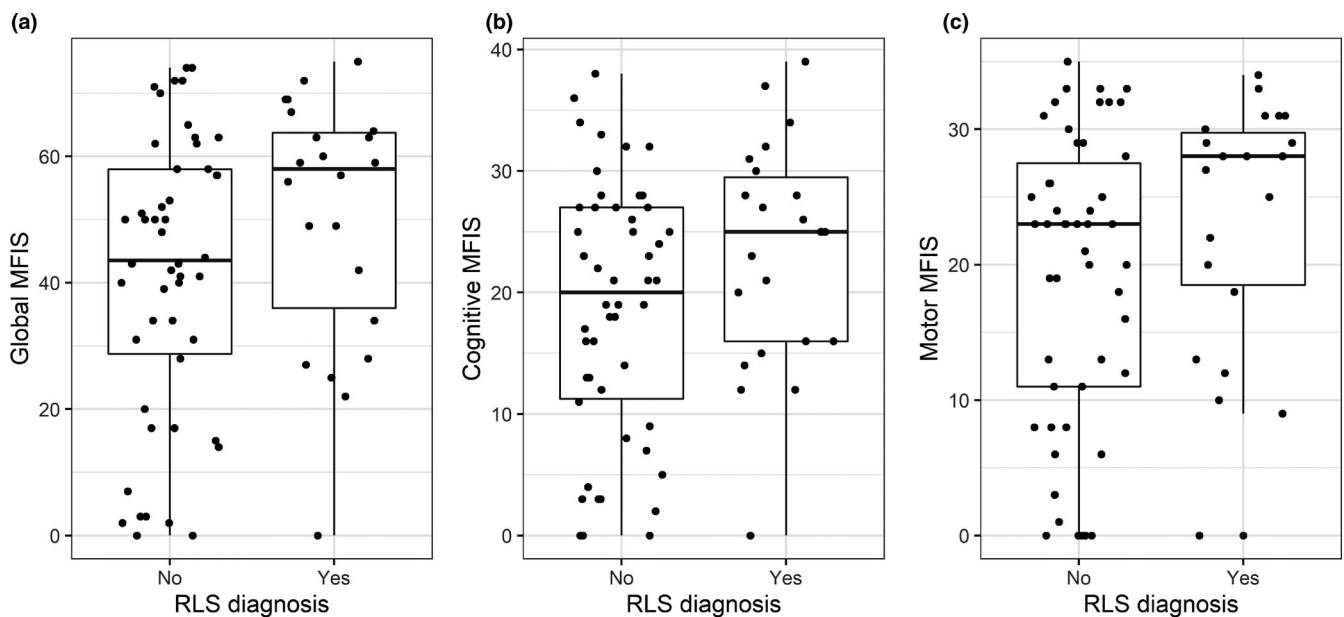 (a)
Global MFIS
60
40
20
0
No
Yes
RLS diagnosis
(b)
Cognitive MFIS
40
30
20
10
0
No
Yes
RLS diagnosis
(c)
Motor MFIS
30
20
10
0
No
Yes
RLS diagnosis